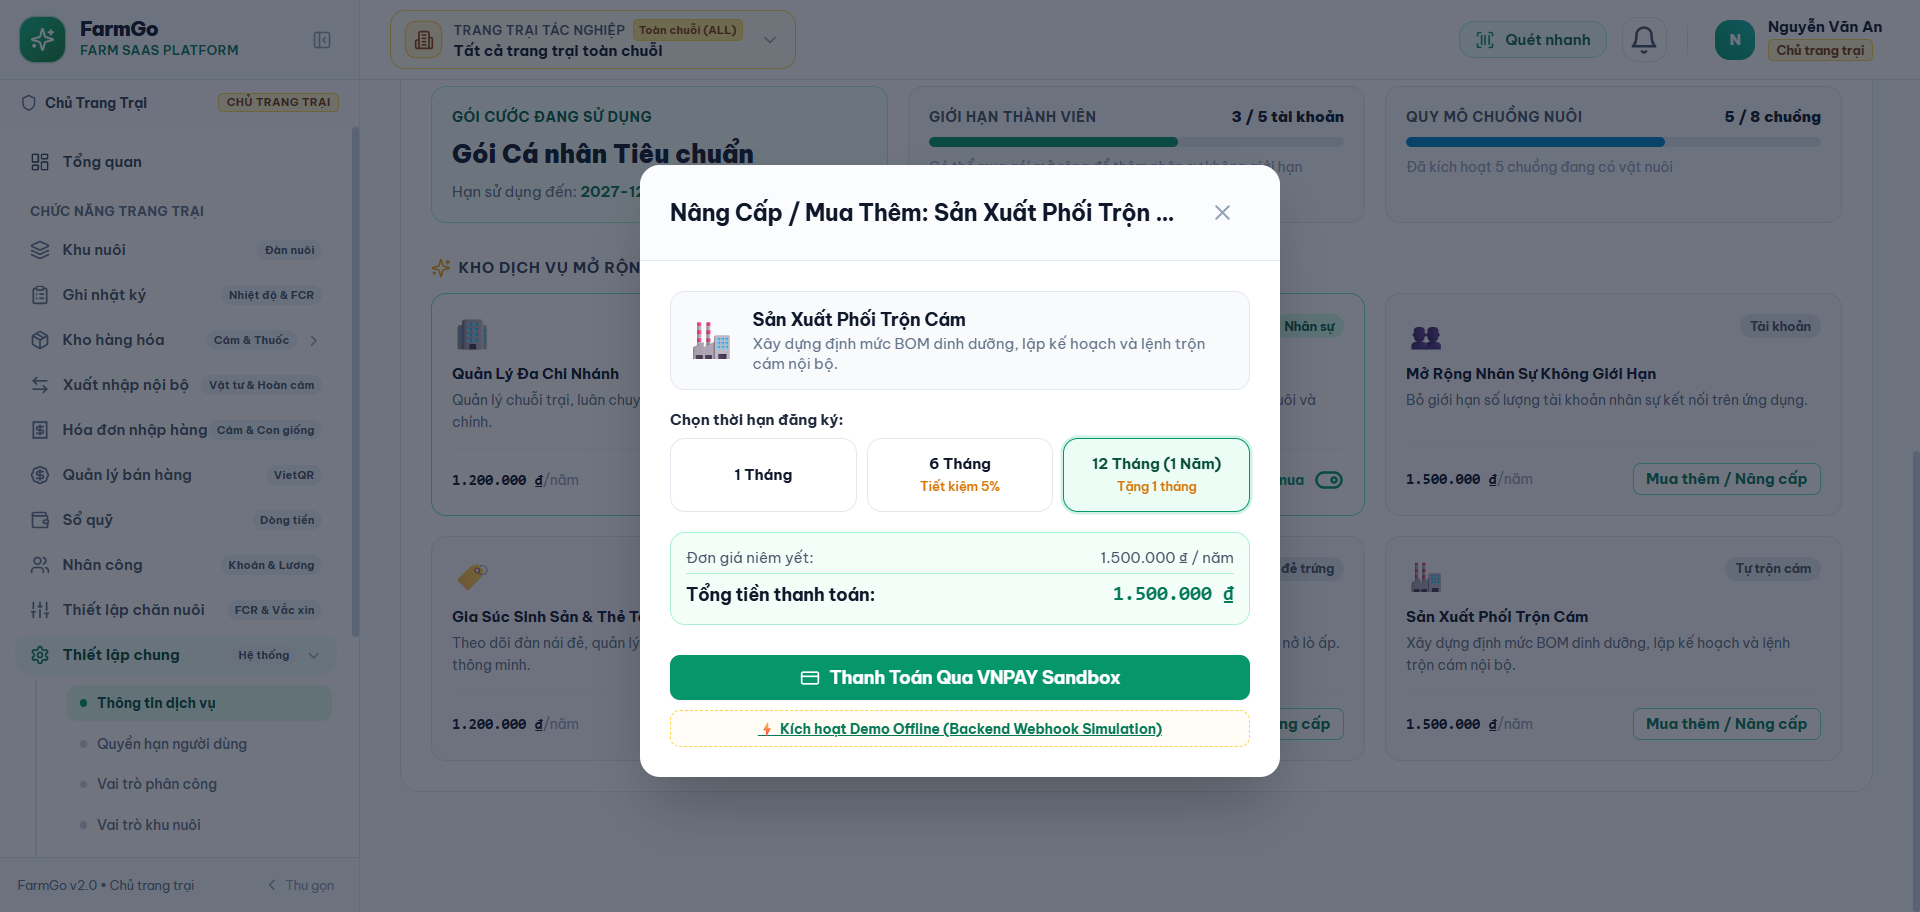 FarmGo
FARM SAAS PLATFORM
TRANG TRẠI TÁC NGHIỆP
Toàn chuỗi (ALL)
Tất cả trang trại toàn chuỗi
Quét nhanh
N
Nguyễn Văn An
Chủ trang trại
Chủ Trang Trại
CHỦ TRANG TRẠI
Tổng quan
CHỨC NĂNG TRANG TRẠI
Khu nuôi
Đàn nuôi
Ghi nhật ký
Nhiệt độ & FCR
Kho hàng hóa
Cám & Thuốc
Xuất nhập nội bộ
Vật tư & Hoàn cám
Hóa đơn nhập hàng
Cám & Con giống
Quản lý bán hàng
VietQR
Sổ quỹ
Dòng tiền
Nhân công
Khoán & Lương
Thiết lập chăn nuôi
FCR & Vắc xin
Thiết lập chung
Hệ thống
Thông tin dịch vụ
Quyền hạn người dùng
Vai trò phân công
Vai trò khu nuôi
FarmGo v2.0 • Chủ trang trại
Thu gọn
GÓI CƯỚC ĐANG SỬ DỤNG
Gói Cá nhân Tiêu chuẩn
Hạn sử dụng đến: 2027-12
GIỚI HẠN THÀNH VIÊN
3 / 5 tài khoản
QUY MÔ CHUỒNG NUÔI
5 / 8 chuồng
Đã kích hoạt 5 chuồng đang có vật nuôi
KHO DỊCH VỤ MỞ RỘN
Quản Lý Đa Chi Nhánh
Quản lý chuỗi trại, luân chuy
chính.
1.200.000 ₫/năm
Nhân sự
uôi và
mua
Tài khoản
Mở Rộng Nhân Sự Không Giới Hạn
Bỏ giới hạn số lượng tài khoản nhân sự kết nối trên ứng dụng.
1.500.000 ₫/năm
Mua thêm / Nâng cấp
Gia Súc Sinh Sản & Thẻ T
Theo dõi đàn nái đẻ, quản lý
thông minh.
1.200.000 ₫/năm
đẻ trứng
nở lò ấp.
ng cấp
Tự trộn cám
Sản Xuất Phối Trộn Cám
Xây dựng định mức BOM dinh dưỡng, lập kế hoạch và lệnh
trộn cám nội bộ.
1.500.000 ₫/năm
Mua thêm / Nâng cấp
Nâng Cấp / Mua Thêm: Sản Xuất Phối Trộn ...
Sản Xuất Phối Trộn Cám
Xây dựng định mức BOM dinh dưỡng, lập kế hoạch và lệnh trộn
cám nội bộ.
Chọn thời hạn đăng ký:
1 Tháng
6 Tháng
Tiết kiệm 5%
12 Tháng (1 Năm)
Tặng 1 tháng
Đơn giá niêm yết:
1.500.000 ₫ / năm
Tổng tiền thanh toán:
1.500.000 ₫
Thanh Toán Qua VNPAY Sandbox
Kích hoạt Demo Offline (Backend Webhook Simulation)